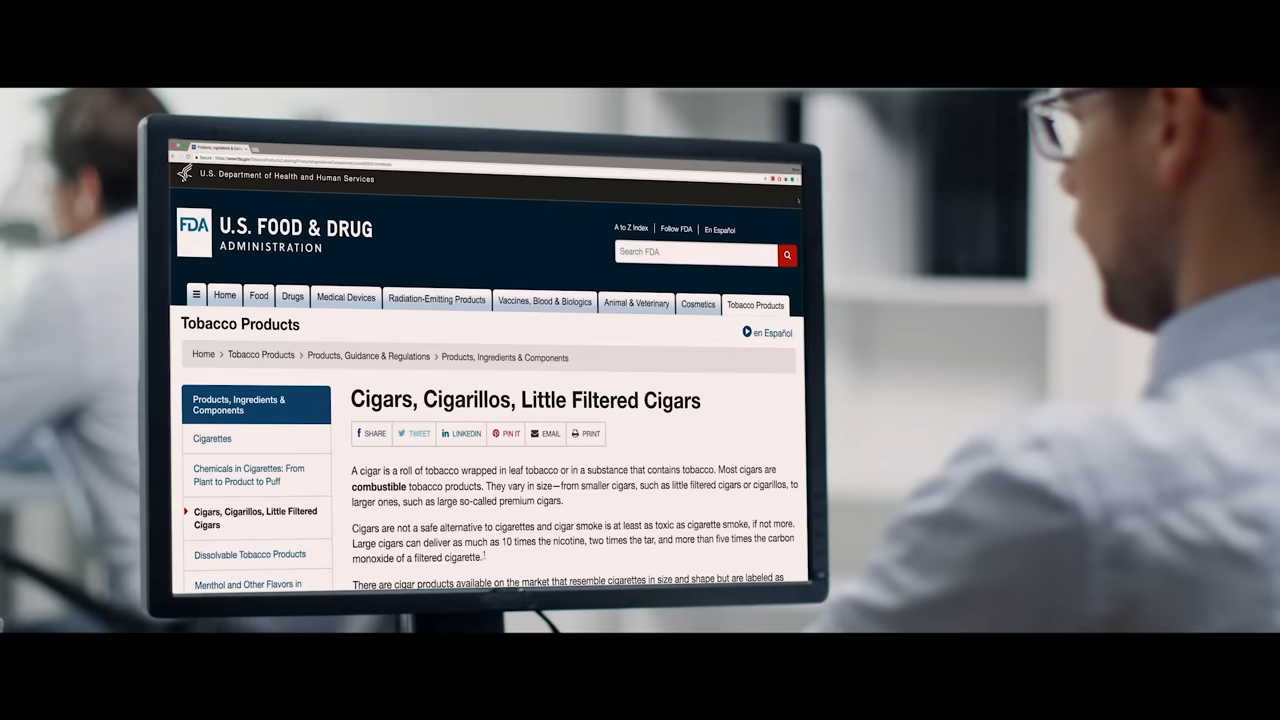 Products, Ingredients & Com
U.S. Department of Health and Human Services
FDA
U.S. FOOD & DRUG
ADMINISTRATION
A to Z Index | Follow FDA | En Español
Search FDA
Home
Food
Drugs
Medical Devices
Radiation-Emitting Products
Vaccines, Blood & Biologics
Animal & Veterinary
Cosmetics
Tobacco Products
Tobacco Products
en Español
Home > Tobacco Products > Products, Guidance & Regulations > Products, Ingredients & Components
Products, Ingredients &
Components
Cigarettes
Chemicals in Cigarettes: From
Plant to Product to Puff
Cigars, Cigarillos, Little Filtered
Cigars
Dissolvable Tobacco Products
Menthol and Other Flavors in
Cigars, Cigarillos, Little Filtered Cigars
SHARE
TWEET
LINKEDIN
PIN IT
EMAIL
PRINT
A cigar is a roll of tobacco wrapped in leaf tobacco or in a substance that contains tobacco. Most cigars are
combustible tobacco products. They vary in size—from smaller cigars, such as little filtered cigars or cigarillos, to
larger ones, such as large so-called premium cigars.
Cigars are not a safe alternative to cigarettes and cigar smoke is at least as toxic as cigarette smoke, if not more.
Large cigars can deliver as much as 10 times the nicotine, two times the tar, and more than five times the carbon
monoxide of a filtered cigarette.1
There are cigar products available on the market that resemble cigarettes in size and shape but are labeled as